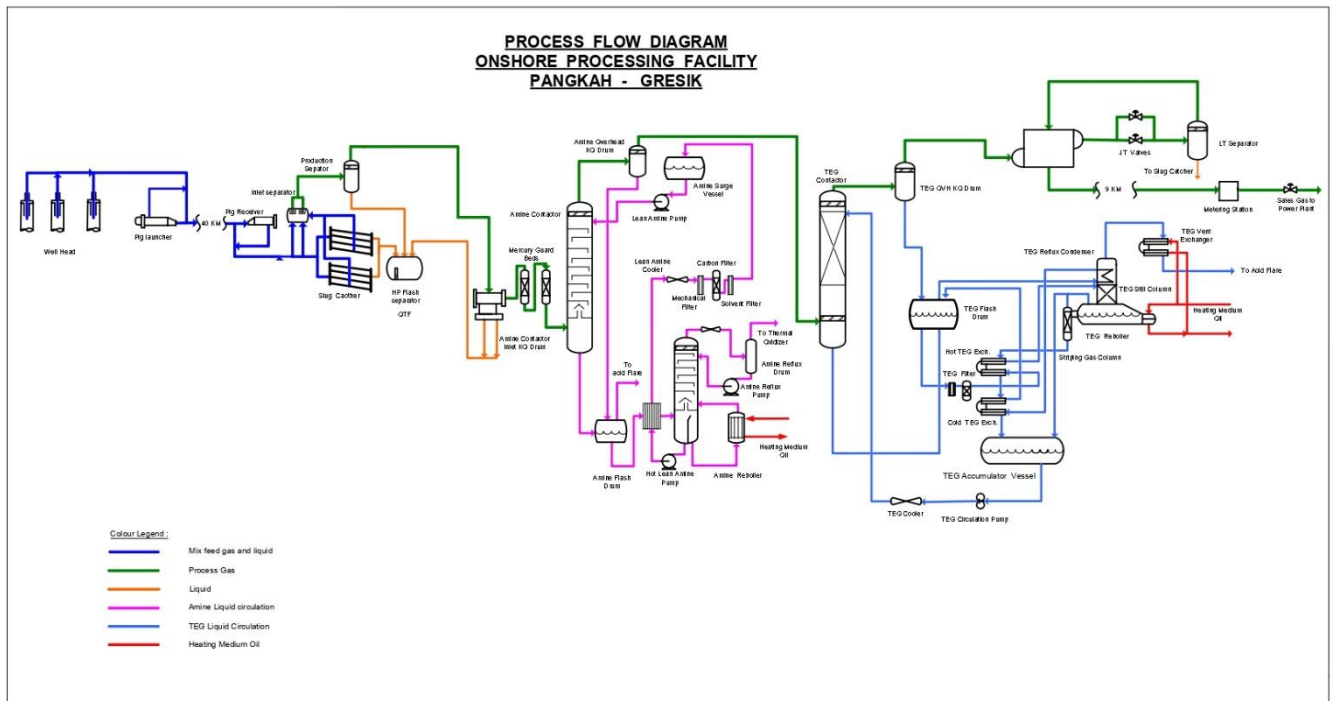 PROCESS FLOW DIAGRAM
ONSHORE PROCESSING FACILITY
PANGKAH - GRESIK
Well Head
Pig launcher
40 KM
Pig Receiver
Inlet separator
Production
Sepator
Slug Cacther
HP Flash
separator
OTF
Amine Contactor
Inlet KO Drum
Mercury Guard
Beds
Amine Contactor
Amine Overhead
KO Drum
Amine Surge
Vessel
Lean Amine Pump
Lean Amine
Cooler
Carbon Filter
Mechanical
Filter
Solvent Filter
To
acid Flare
Amine Flash
Drum
Hot Lean Amine
Pump
To Thermal
Oxidizer
Amine Reflux
Drum
Amine Reflux
Pump
Heating Medium
Oil
Amine Reboiler
TEG
Contactor
TEG OVH KO Drum
JT Valves
LT Separator
To Slug Catcher
9 KM
Metering Station
Sales Gas to
Power Plant
TEG Vent
Exchanger
TEG Reflux Condenser
To Acid Flare
TEG Still Column
Heating Medium
Oil
TEG Reboiler
Striping Gas Column
TEG Flash
Drum
Hot TEG Exch.
TEG Filter
Cold TEG Exch.
TEG Accumulator Vessel
TEG Cooler
TEG Circulation Pump
Colour Legend :
Mix feed gas and liquid
Process Gas
Liquid
Amine Liquid circulation
TEG Liquid Circulation
Heating Medium Oil